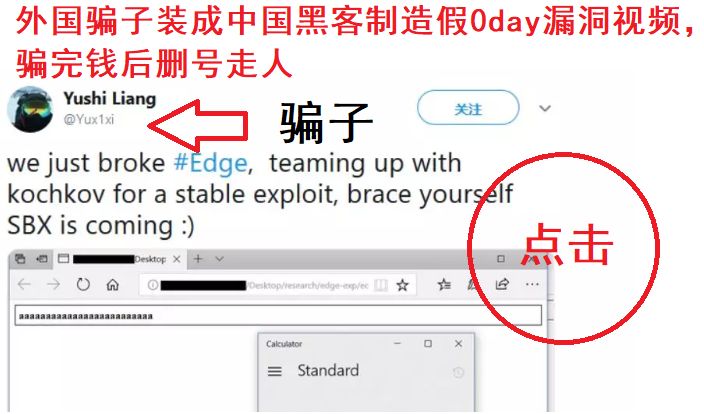 外国骗子装成中国黑客制造假0day漏洞视频，
骗完钱后删号走人
Yushi Liang
@Yux1xi
骗子
关注
we just broke #Edge, teaming up with
kochkov for a stable exploit, brace yourself
SBX is coming :)
点击
Desktop
/Desktop/research/edge-exp/ec
aaaaaaaaaaaaaaaaaaaaaaaaa
Calculator
Standard